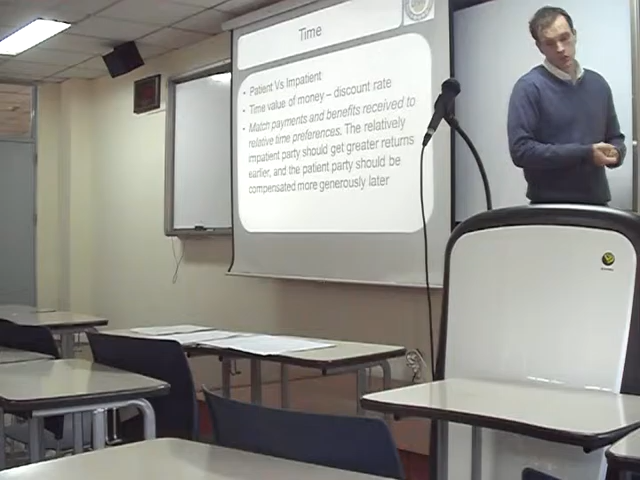 Time
• Patient Vs Impatient
• Time value of money – discount rate
• Match payments and benefits received to
relative time preferences. The relatively
impatient party should get greater returns
earlier, and the patient party should be
compensated more generously later